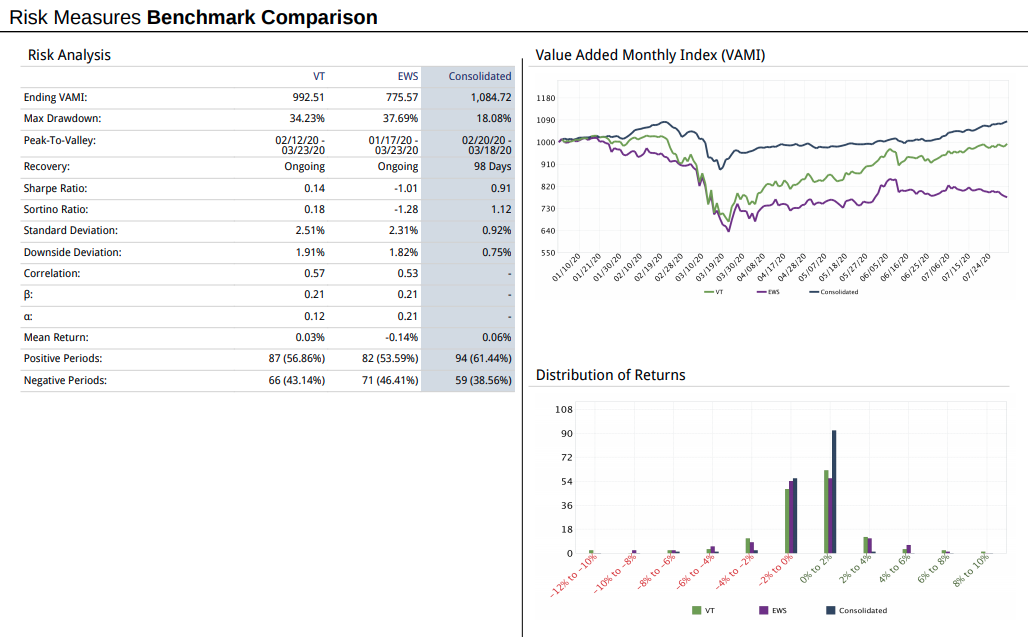 Risk Measures Benchmark Comparison
Risk Analysis
VT EWS Consolidated
Ending VAMI: 992.51 775.57 1,084.72
Max Drawdown: 34.23% 37.69% 18.08%
Peak-To-Valley: 02/12/20 - 01/17/20 - 02/20/20 -
03/23/20 03/23/20 03/18/20
Recovery: Ongoing Ongoing 98 Days
Sharpe Ratio: 0.14 -1.01 0.91
Sortino Ratio: 0.18 -1.28 1.12
Standard Deviation: 2.51% 2.31% 0.92%
Downside Deviation: 1.91% 1.82% 0.75%
Correlation: 0.57 0.53 -
β: 0.21 0.21 -
α: 0.12 0.21 -
Mean Return: 0.03% -0.14% 0.06%
Positive Periods: 87 (56.86%) 82 (53.59%) 94 (61.44%)
Negative Periods: 66 (43.14%) 71 (46.41%) 59 (38.56%)
Value Added Monthly Index (VAMI)
1180
1090
1000
910
820
730
640
550
01/10/20 01/21/20 01/30/20 02/10/20 02/19/20 02/28/20 03/10/20 03/19/20 03/30/20 04/08/20 04/17/20 04/28/20 05/07/20 05/18/20 05/27/20 06/05/20 06/16/20 06/25/20 07/06/20 07/15/20 07/24/20
VT EWS Consolidated
Distribution of Returns
108
90
72
54
36
18
0
-12% to -10% -10% to -8% -8% to -6% -6% to -4% -4% to -2% -2% to 0% 0% to 2% 2% to 4% 4% to 6% 6% to 8% 8% to 10%
VT EWS Consolidated